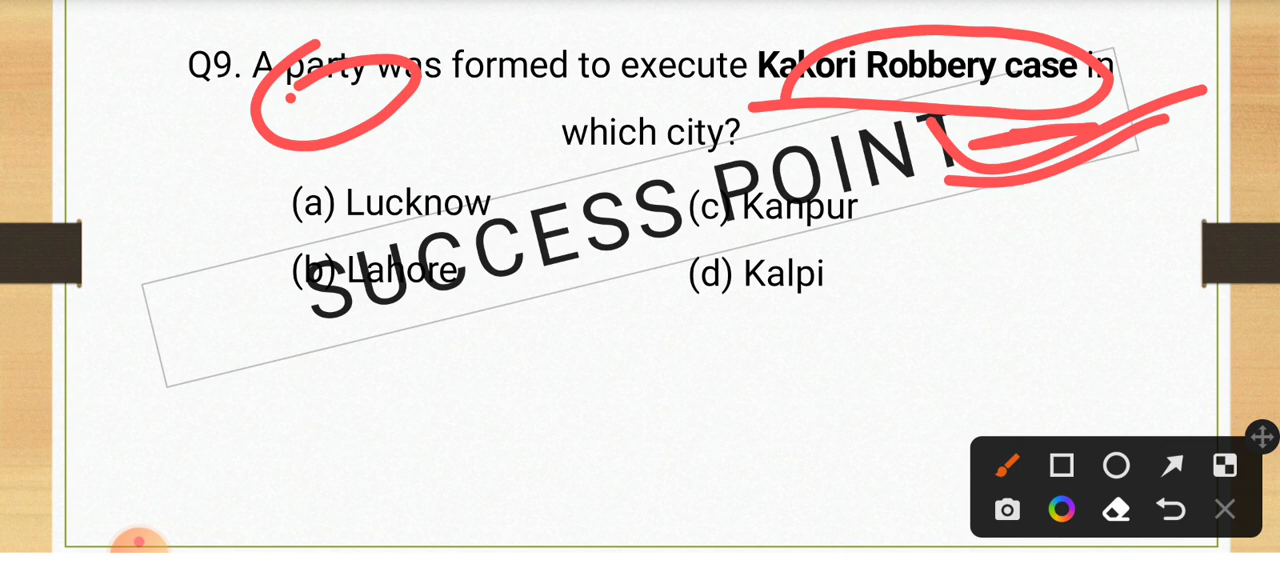 Q9. A party was formed to execute Kakori Robbery case in
which city?
(a) Lucknow
(c) Kanpur
(b) Lahore
(d) Kalpi
SUCCESS POINT